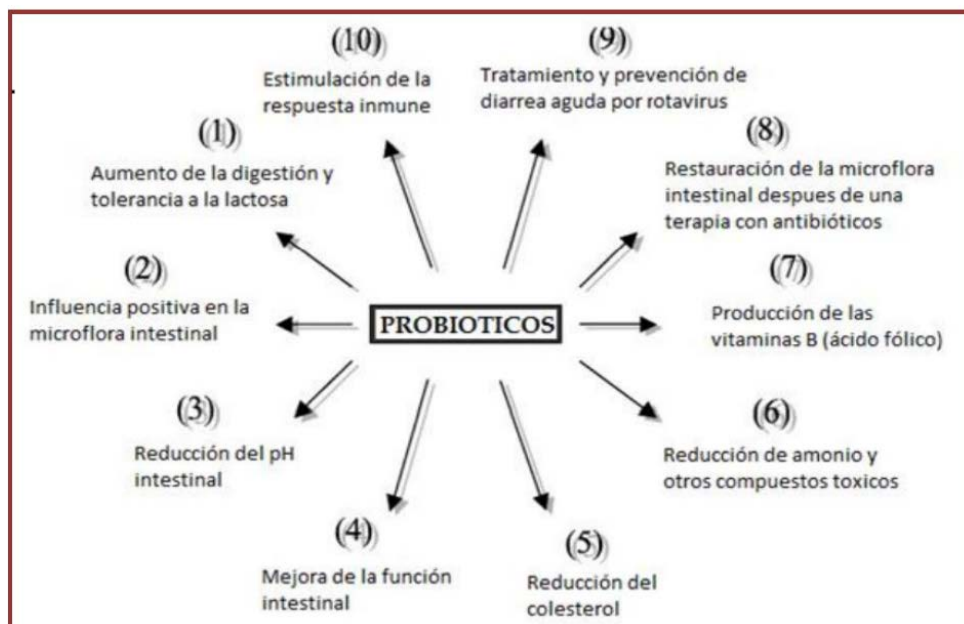 (10)
Estimulación de la
respuesta inmune
(9)
Tratamiento y prevención de
diarrea aguda por rotavirus
(1)
Aumento de la digestión y
tolerancia a la lactosa
(8)
Restauración de la microflora
intestinal despues de una
terapia con antibióticos
(2)
Influencia positiva en la
microflora intestinal
PROBIOTICOS
(7)
Producción de las
vitaminas B (ácido fólico)
(3)
Reducción del pH
intestinal
(6)
Reducción de amonio y
otros compuestos toxicos
(4)
Mejora de la función
intestinal
(5)
Reducción del
colesterol